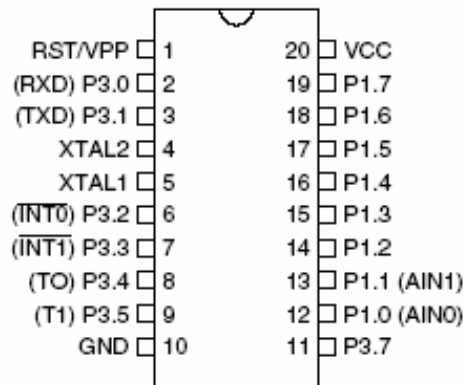 RST/VPP 1 20 VCC
(RXD) P3.0 2 19 P1.7
(TXD) P3.1 3 18 P1.6
XTAL2 4 17 P1.5
XTAL1 5 16 P1.4
(INT0) P3.2 6 15 P1.3
(INT1) P3.3 7 14 P1.2
(TO) P3.4 8 13 P1.1 (AIN1)
(T1) P3.5 9 12 P1.0 (AIN0)
GND 10 11 P3.7